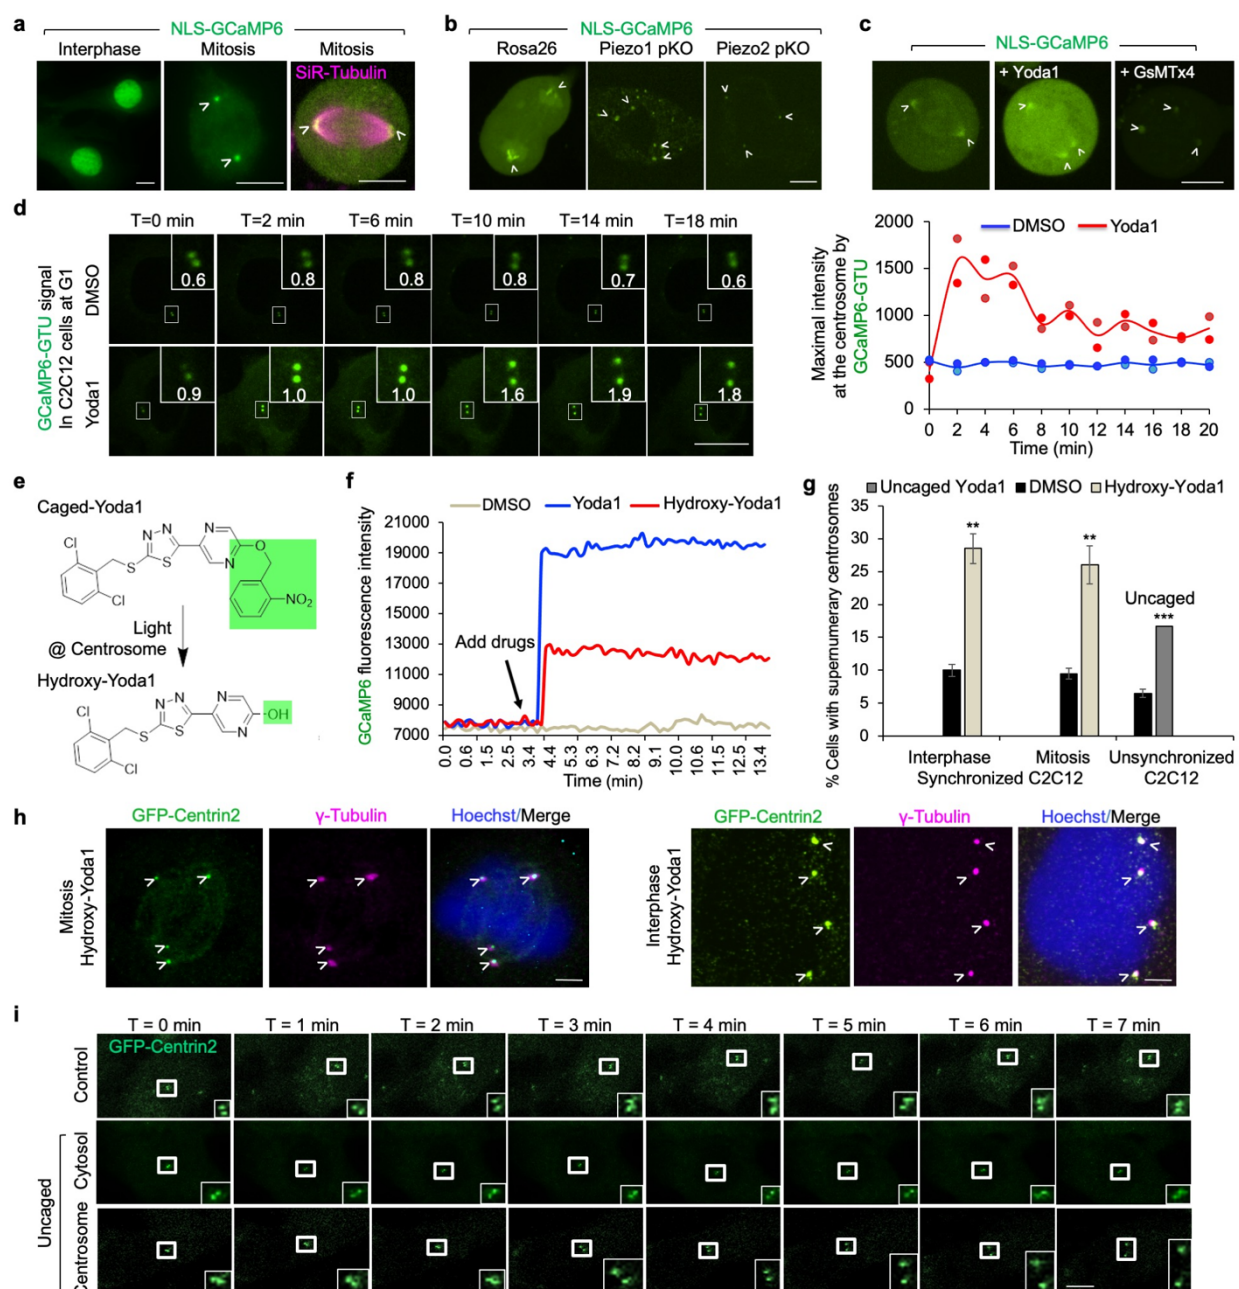 a
NLS-GCaMP6
Interphase Mitosis Mitosis
SiR-Tubulin
b
NLS-GCaMP6
Rosa26 Piezo1 pKO Piezo2 pKO
c
NLS-GCaMP6
+ Yoda1 + GsMTx4
d
T=0 min T=2 min T=6 min T=10 min T=14 min T=18 min
GCaMP6-GTU signal
In C2C12 cells at G1
DMSO
0.6 0.8 0.8 0.8 0.7 0.6
Yoda1
0.9 1.0 1.0 1.6 1.9 1.8
Maximal intensity
at the centrosome by
GCaMP6-GTU
DMSO Yoda1
2000
1500
1000
500
0
0 2 4 6 8 10 12 14 16 18 20
Time (min)
e
Caged-Yoda1
Cl
Cl
S
N N
S
N
N
O
NO2
Light
@ Centrosome
Hydroxy-Yoda1
Cl
Cl
S
N N
S
N
N
OH
f
DMSO Yoda1 Hydroxy-Yoda1
GCaMP6 fluorescence intensity
21000
19000
17000
15000
13000
11000
9000
7000
Add drugs
0.0 0.6 1.5 2.5 3.4 4.4 5.3 6.3 7.2 8.2 9.1 10.0 10.6 11.5 12.5 13.4
Time (min)
g
Uncaged Yoda1 DMSO Hydroxy-Yoda1
% Cells with supernumerary centrosomes
35
30
25
20
15
10
5
0
** ** ***
Uncaged
Interphase Mitosis Unsynchronized
Synchronized C2C12 C2C12
h
GFP-Centrin2 γ-Tubulin Hoechst/Merge
Mitosis
Hydroxy-Yoda1
GFP-Centrin2 γ-Tubulin Hoechst/Merge
Interphase
Hydroxy-Yoda1
i
T = 0 min T = 1 min T = 2 min T = 3 min T = 4 min T = 5 min T = 6 min T = 7 min
GFP-Centrin2
Control
Uncaged
Cytosol
Centrosome